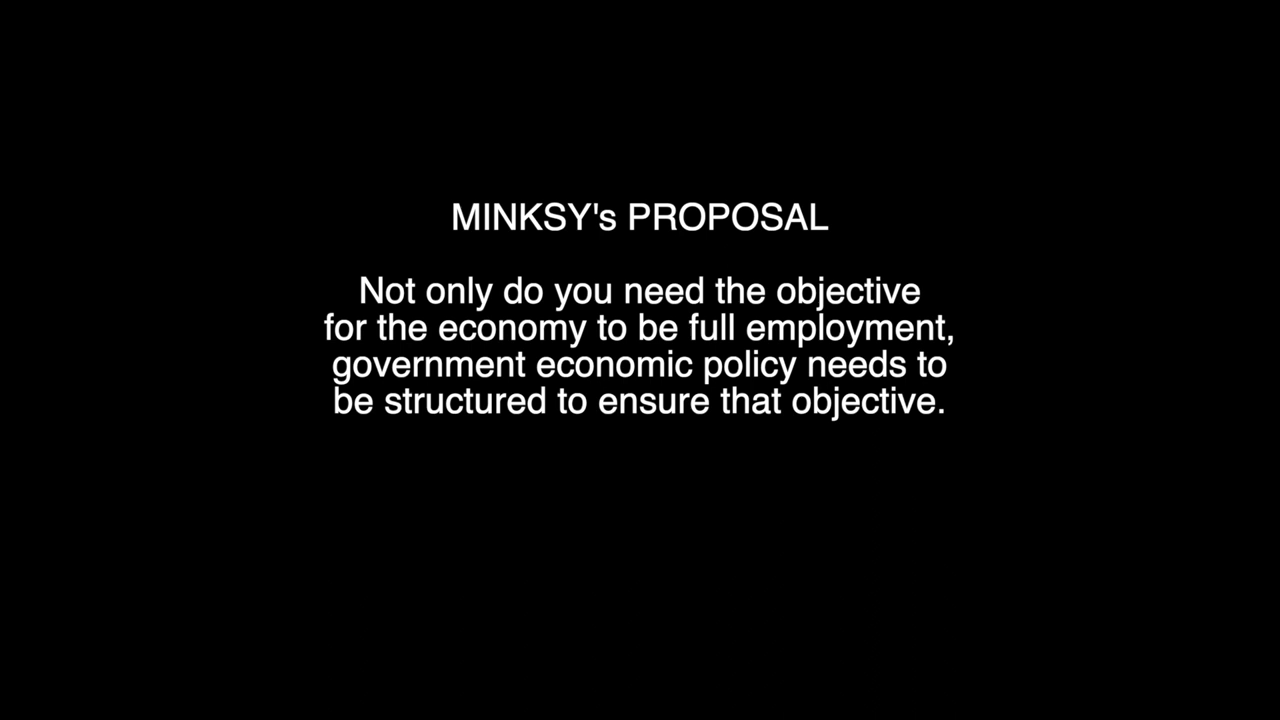 MINKSY's PROPOSAL
Not only do you need the objective
for the economy to be full employment,
government economic policy needs to
be structured to ensure that objective.